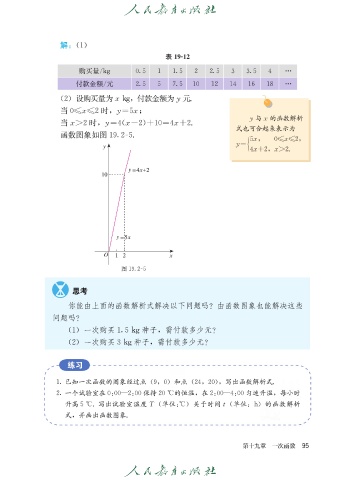 人民教育出版社
解：（1）
表 19-12
购买量/kg 0.5 1 1.5 2 2.5 3 3.5 4 …
付款金额/元 2.5 5 7.5 10 12 14 16 18 …
（2）设购买量为 x kg，付款金额为 y 元.
当 0≤x≤2 时，y=5x；
当 x＞2 时，y=4(x-2)+10=4x+2.
函数图象如图 19.2-5.
y 与 x 的函数解析
式也可合起来表示为
y={5x， 0≤x≤2，
4x+2，x＞2.
y
10
y=4x+2
y=5x
O 1 2 x
图 19.2-5
思考
你能由上面的函数解析式解决以下问题吗？由函数图象也能解决这些
问题吗？
（1）一次购买 1.5 kg 种子，需付款多少元？
（2）一次购买 3 kg 种子，需付款多少元？
练习
1. 已知一次函数的图象经过点（9，0）和点（24，20），写出函数解析式.
2. 一个试验室在 0:00—2:00 保持 20 ℃的恒温，在 2:00—4:00 匀速升温，每小时
升高 5 ℃. 写出试验室温度 T（单位：℃）关于时间 t（单位：h）的函数解析
式，并画出函数图象.
第十九章 一次函数 95
人民教育出版社